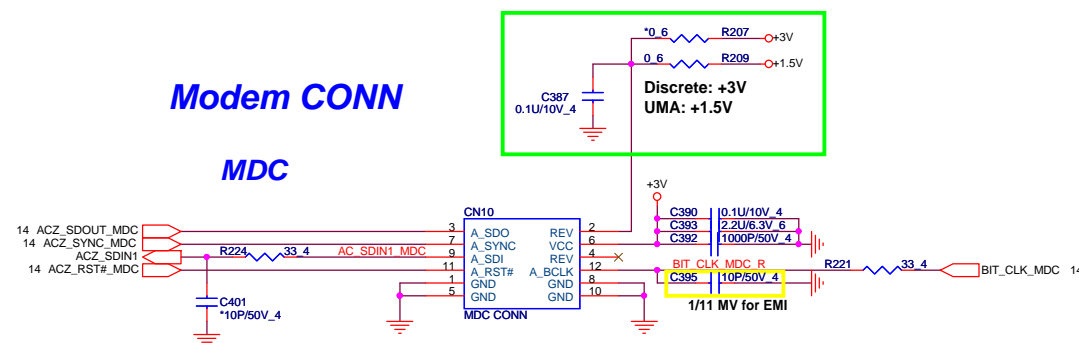 *0_6 R207 +3V
0_6 R209 +1.5V
Discrete: +3V
UMA: +1.5V
C387
0.1U/10V_4
Modem CONN
MDC
+3V
CN10
C390 0.1U/10V_4
C393 2.2U/6.3V_6
C392 1000P/50V_4
14 ACZ_SDOUT_MDC 3 A_SDO REV 2
14 ACZ_SYNC_MDC 7 A_SYNC VCC 6
ACZ_SDIN1 R224 33_4 AC_SDIN1_MDC 9 A_SDI REV 4
14 ACZ_RST#_MDC 11 A_RST# A_BCLK 12 BIT_CLK_MDC_R R221 33_4 BIT_CLK_MDC 14
1 GND GND 8
5 GND GND 10
MDC CONN
C395 10P/50V_4
1/11 MV for EMI
C401
*10P/50V_4